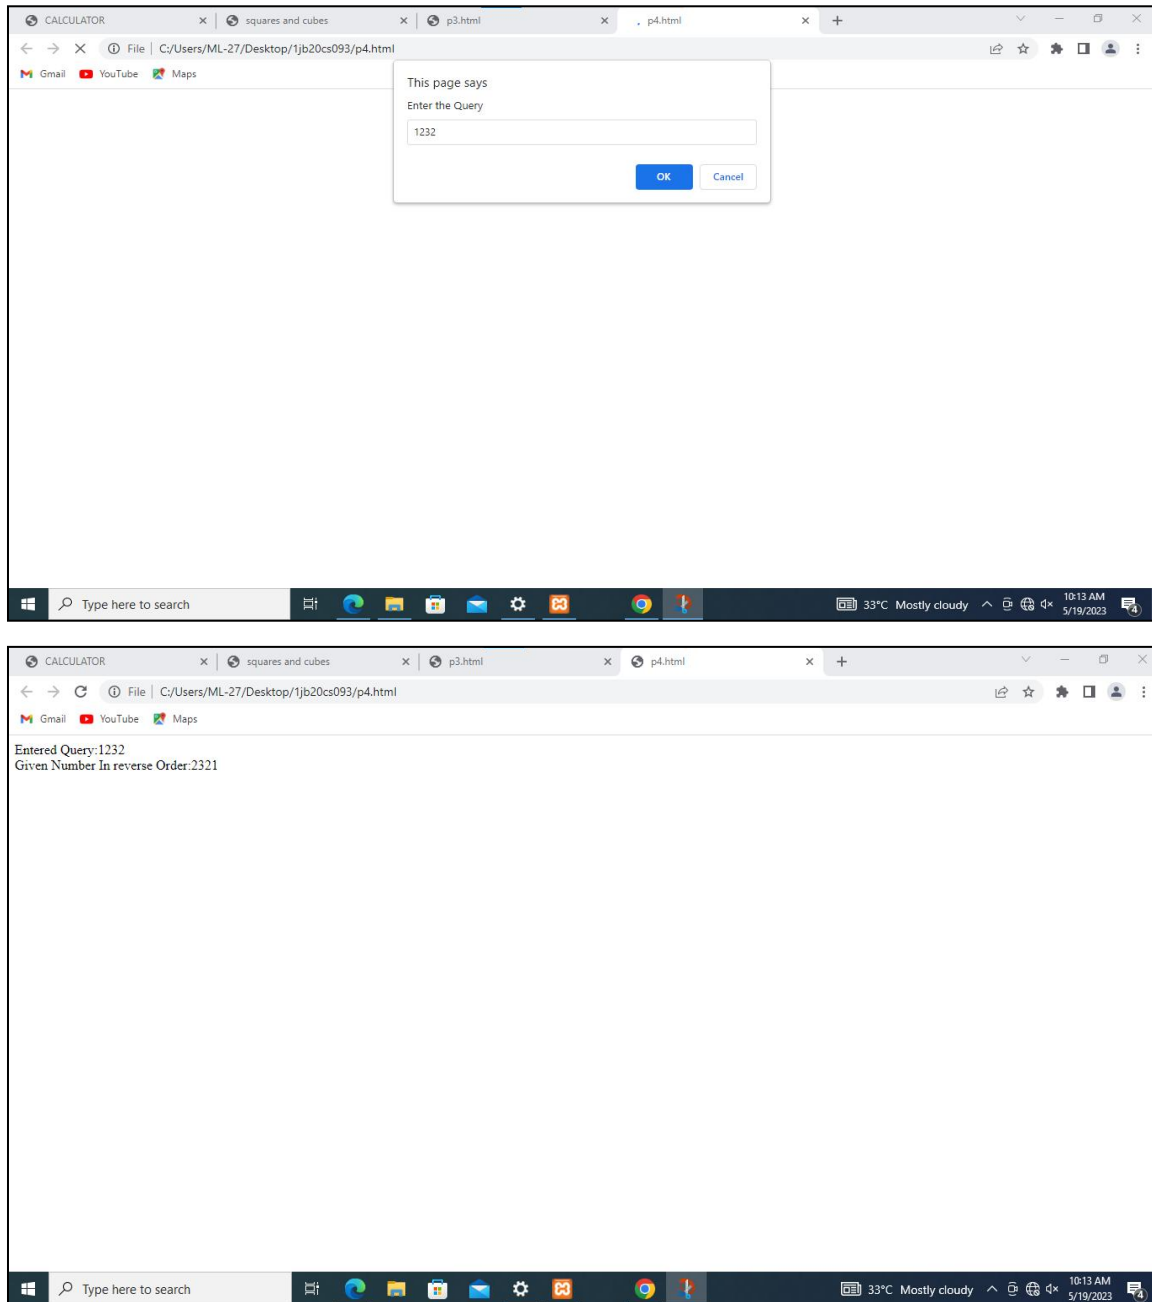 CALCULATOR squares and cubes p3.html p4.html
File C:/Users/ML-27/Desktop/1jb20cs093/p4.html
Gmail YouTube Maps
This page says
Enter the Query
1232
OK Cancel
Type here to search 33°C Mostly cloudy 10:13 AM
5/19/2023
4
CALCULATOR squares and cubes p3.html p4.html
File C:/Users/ML-27/Desktop/1jb20cs093/p4.html
Gmail YouTube Maps
Entered Query:1232
Given Number In reverse Order:2321
Type here to search 33°C Mostly cloudy 10:13 AM
5/19/2023
4